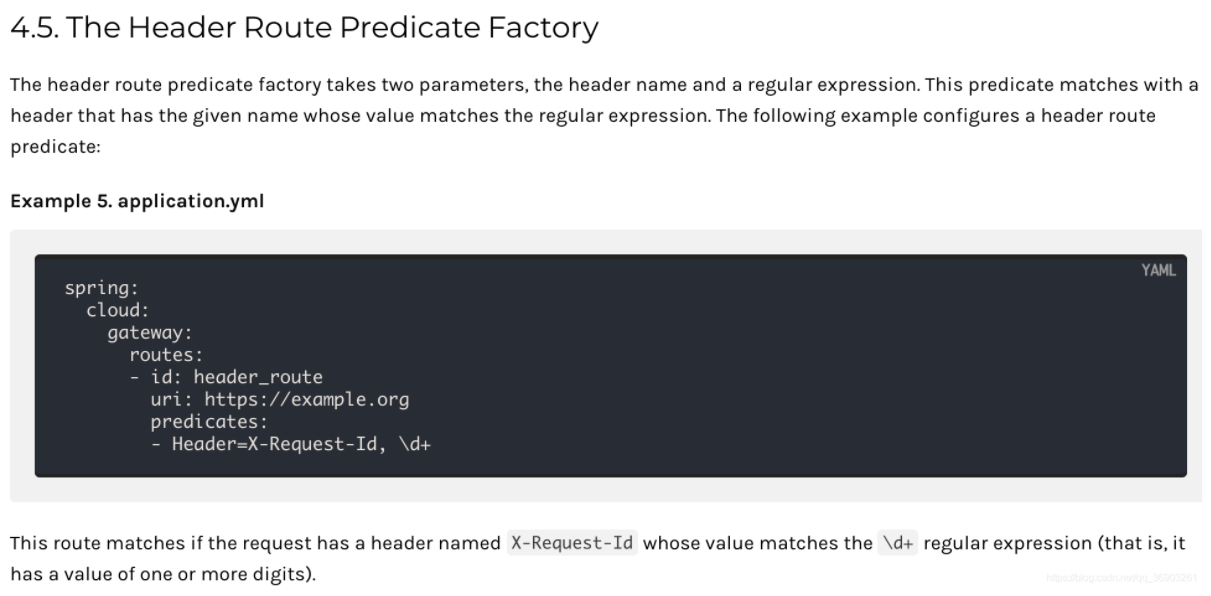 4.5. The Header Route Predicate Factory
The header route predicate factory takes two parameters, the header name and a regular expression. This predicate matches with a
header that has the given name whose value matches the regular expression. The following example configures a header route
predicate:
Example 5. application.yml
YAML
spring:
  cloud:
    gateway:
      routes:
      - id: header_route
        uri: https://example.org
        predicates:
        - Header=X-Request-Id, \d+
This route matches if the request has a header named X-Request-Id whose value matches the \d+ regular expression (that is, it
has a value of one or more digits).
https://blog.csdn.net/qq_36903261